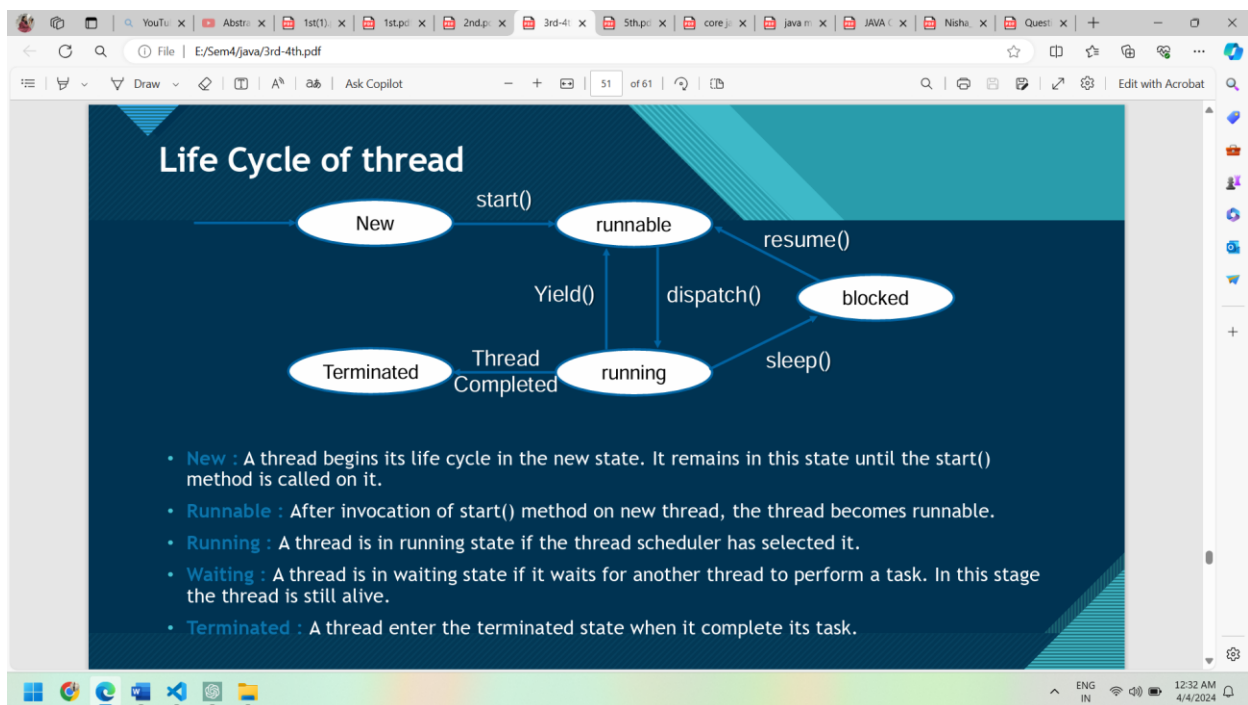 YouTu
Abstra
1st(1).
1st.pd
2nd.pc
3rd-4t
5th.pd
core ja
java m
JAVA (
Nisha_
Questi
File | E:/Sem4/java/3rd-4th.pdf
Draw
Ask Copilot
51 of 61
Edit with Acrobat
Life Cycle of thread
New
start()
runnable
resume()
Yield()
dispatch()
blocked
Terminated
Thread
Completed
running
sleep()
• New : A thread begins its life cycle in the new state. It remains in this state until the start()
method is called on it.
• Runnable : After invocation of start() method on new thread, the thread becomes runnable.
• Running : A thread is in running state if the thread scheduler has selected it.
• Waiting : A thread is in waiting state if it waits for another thread to perform a task. In this stage
the thread is still alive.
• Terminated : A thread enter the terminated state when it complete its task.
ENG
IN
12:32 AM
4/4/2024